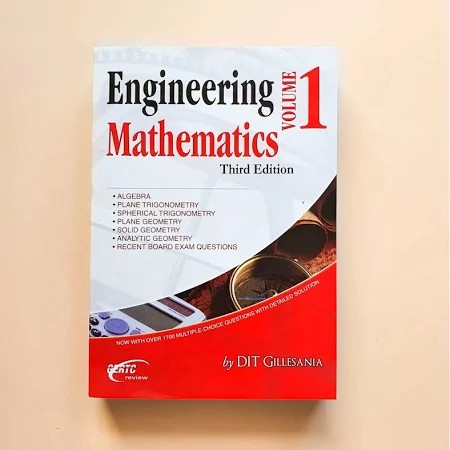 Engineering
Mathematics
VOLUME 1
Third Edition
• ALGEBRA
• PLANE TRIGONOMETRY
• SPHERICAL TRIGONOMETRY
• PLANE GEOMETRY
• SOLID GEOMETRY
• ANALYTIC GEOMETRY
• RECENT BOARD EXAM QUESTIONS
NOW WITH OVER 1700 MULTIPLE-CHOICE QUESTIONS WITH DETAILED SOLUTION
GERTC
review
by DIT GILLESANIA